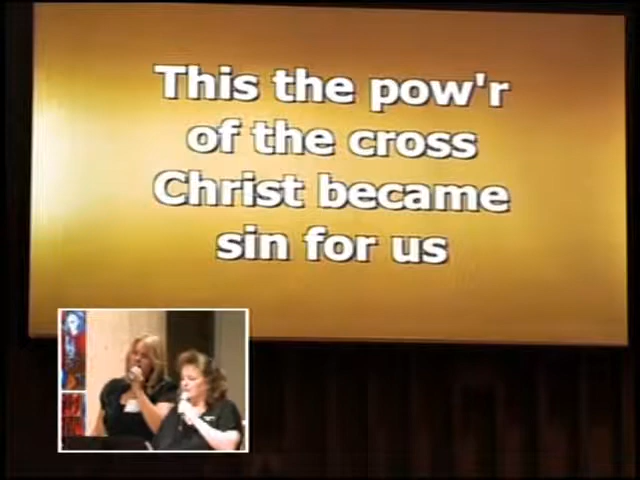 This the pow'r
of the cross
Christ became
sin for us